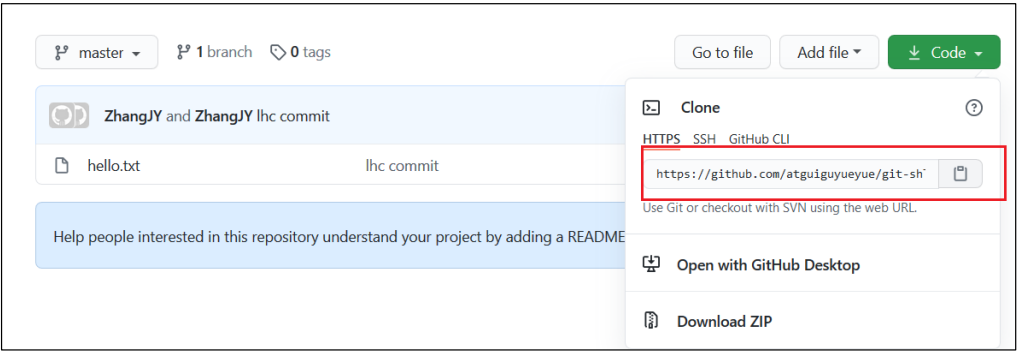 master 1 branch 0 tags Go to file Add file Code
ZhangJY and ZhangJY lhc commit
hello.txt lhc commit
Help people interested in this repository understand your project by adding a README
Clone
HTTPS SSH GitHub CLI
https://github.com/atguiguyueyue/git-sh
Use Git or checkout with SVN using the web URL.
Open with GitHub Desktop
Download ZIP